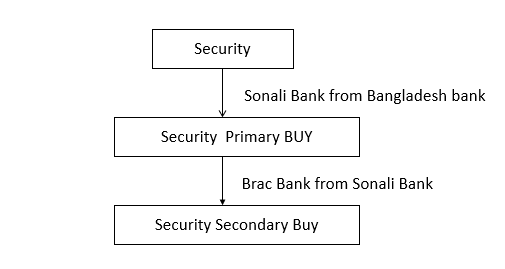 Security
Sonali Bank from Bangladesh bank
Security  Primary BUY
Brac Bank from Sonali Bank
Security Secondary Buy